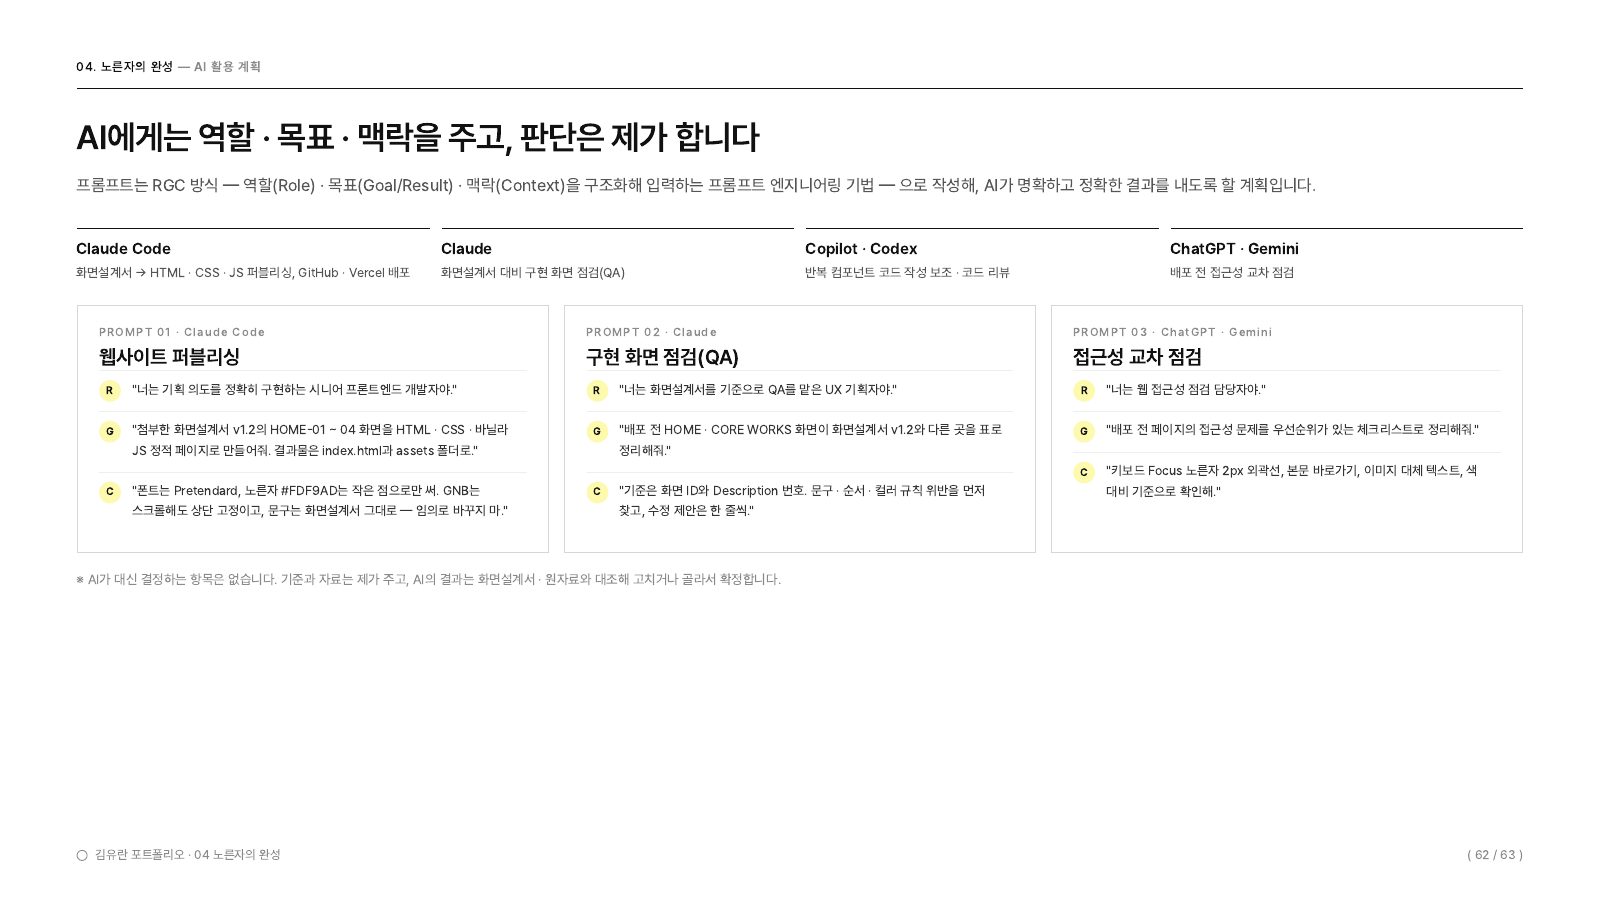 04. 노른자의 완성 — AI 활용 계획
AI에게는 역할 · 목표 · 맥락을 주고, 판단은 제가 합니다
프롬프트는 RGC 방식 — 역할(Role) · 목표(Goal/Result) · 맥락(Context)을 구조화해 입력하는 프롬프트 엔지니어링 기법 — 으로 작성해, AI가 명확하고 정확한 결과를 내도록 할 계획입니다.
Claude Code
화면설계서 → HTML · CSS · JS 퍼블리싱, GitHub · Vercel 배포
Claude
화면설계서 대비 구현 화면 점검(QA)
Copilot · Codex
반복 컴포넌트 코드 작성 보조 · 코드 리뷰
ChatGPT · Gemini
배포 전 접근성 교차 점검
PROMPT 01 · Claude Code
웹사이트 퍼블리싱
R "너는 기획 의도를 정확히 구현하는 시니어 프론트엔드 개발자야."
G "첨부한 화면설계서 v1.2의 HOME-01 ~ 04 화면을 HTML · CSS · 바닐라
JS 정적 페이지로 만들어줘. 결과물은 index.html과 assets 폴더로."
C "폰트는 Pretendard, 노른자 #FDF9AD는 작은 점으로만 써. GNB는
스크롤해도 상단 고정이고, 문구는 화면설계서 그대로 — 임의로 바꾸지 마."
PROMPT 02 · Claude
구현 화면 점검(QA)
R "너는 화면설계서를 기준으로 QA를 맡은 UX 기획자야."
G "배포 전 HOME · CORE WORKS 화면이 화면설계서 v1.2와 다른 곳을 표로
정리해줘."
C "기준은 화면 ID와 Description 번호. 문구 · 순서 · 컬러 규칙 위반을 먼저
찾고, 수정 제안은 한 줄씩."
PROMPT 03 · ChatGPT · Gemini
접근성 교차 점검
R "너는 웹 접근성 점검 담당자야."
G "배포 전 페이지의 접근성 문제를 우선순위가 있는 체크리스트로 정리해줘."
C "키보드 Focus 노른자 2px 외곽선, 본문 바로가기, 이미지 대체 텍스트, 색
대비 기준으로 확인해."
※ AI가 대신 결정하는 항목은 없습니다. 기준과 자료는 제가 주고, AI의 결과는 화면설계서 · 원자료와 대조해 고치거나 골라서 확정합니다.
김유란 포트폴리오 · 04 노른자의 완성
( 62 / 63 )